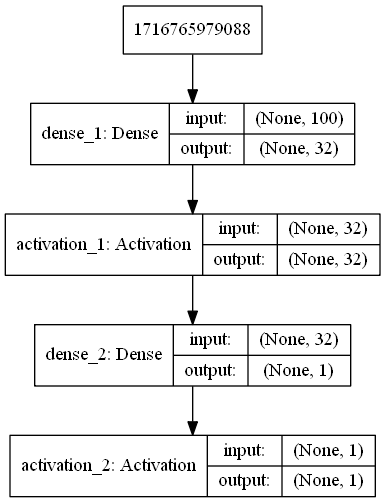 1716765979088
dense_1: Dense
input: (None, 100)
output: (None, 32)
activation_1: Activation
input: (None, 32)
output: (None, 32)
dense_2: Dense
input: (None, 32)
output: (None, 1)
activation_2: Activation
input: (None, 1)
output: (None, 1)